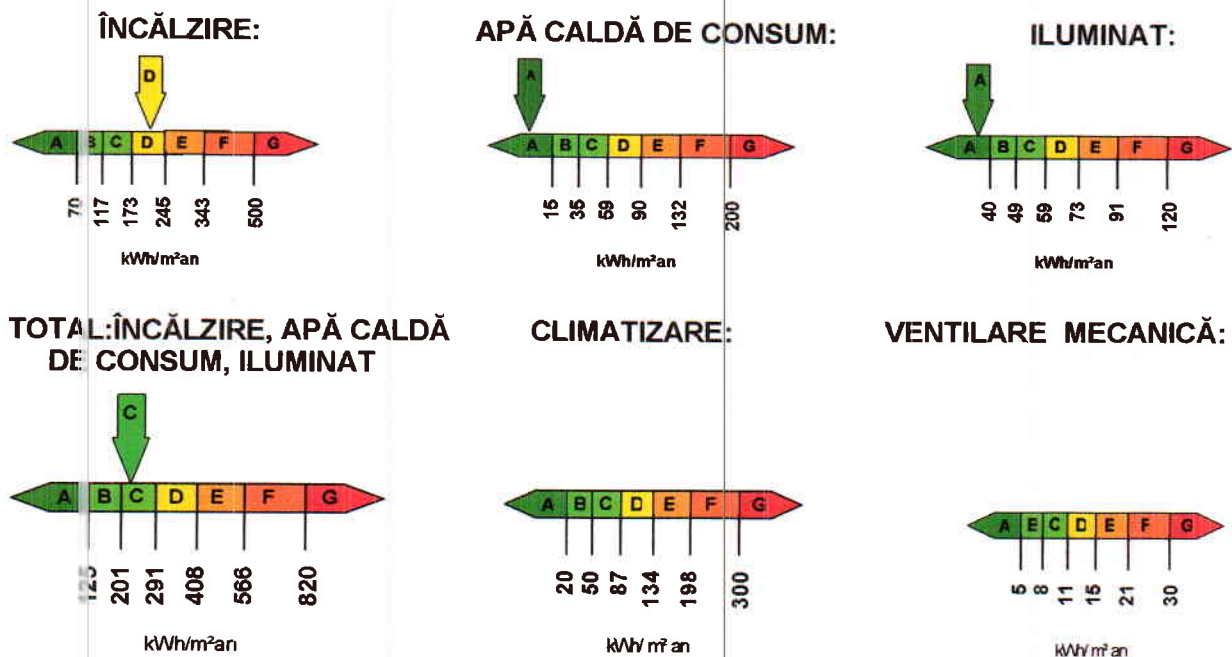 ÎNCĂLZIRE:
D
A B C D E F G
70 117 173 245 343 500
kWh/m²an
APĂ CALDĂ DE CONSUM:
A
A B C D E F G
15 35 59 90 132 200
kWh/m²an
ILUMINAT:
A
A B C D E F G
40 49 59 73 91 120
kWh/m²an
TOTAL:ÎNCĂLZIRE, APĂ CALDĂ
DE CONSUM, ILUMINAT
C
A B C D E F G
125 201 291 408 566 820
kWh/m²an
CLIMATIZARE:
A B C D E F G
20 50 87 134 198 300
kWh/m² an
VENTILARE MECANICĂ:
A B C D E F G
5 8 11 15 21 30
kWh/m² an